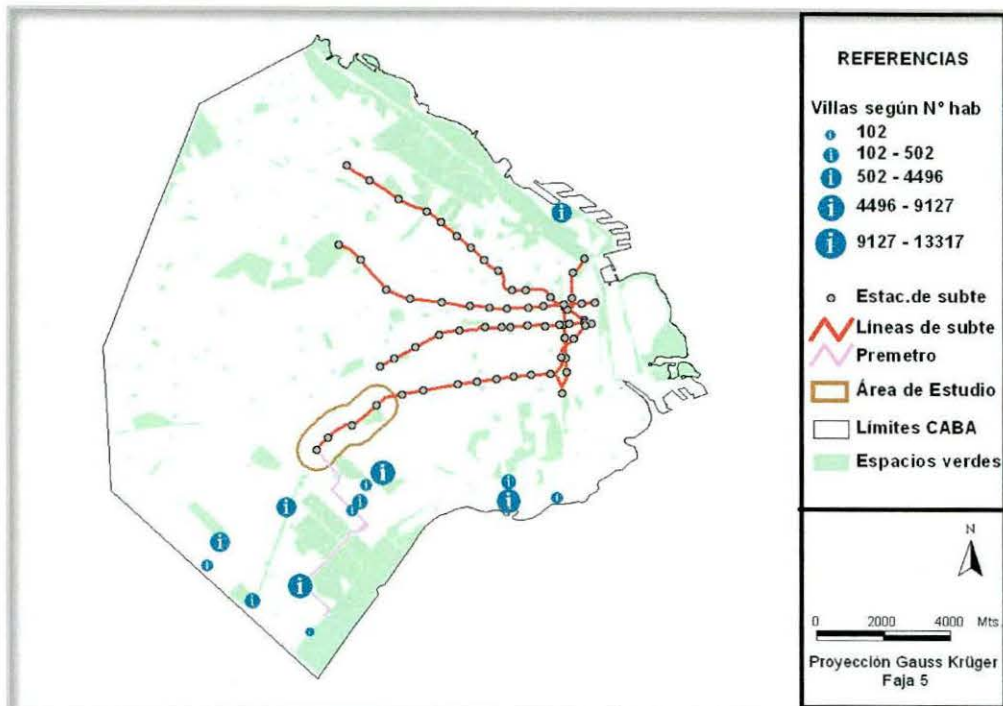 REFERENCIAS
Villas según N° hab
102
102 - 502
502 - 4496
4496 - 9127
9127 - 13317
Estac.de subte
Líneas de subte
Premetro
Área de Estudio
Límites CABA
Espacios verdes
N
0 2000 4000 Mts.
Proyección Gauss Krüger
Faja 5